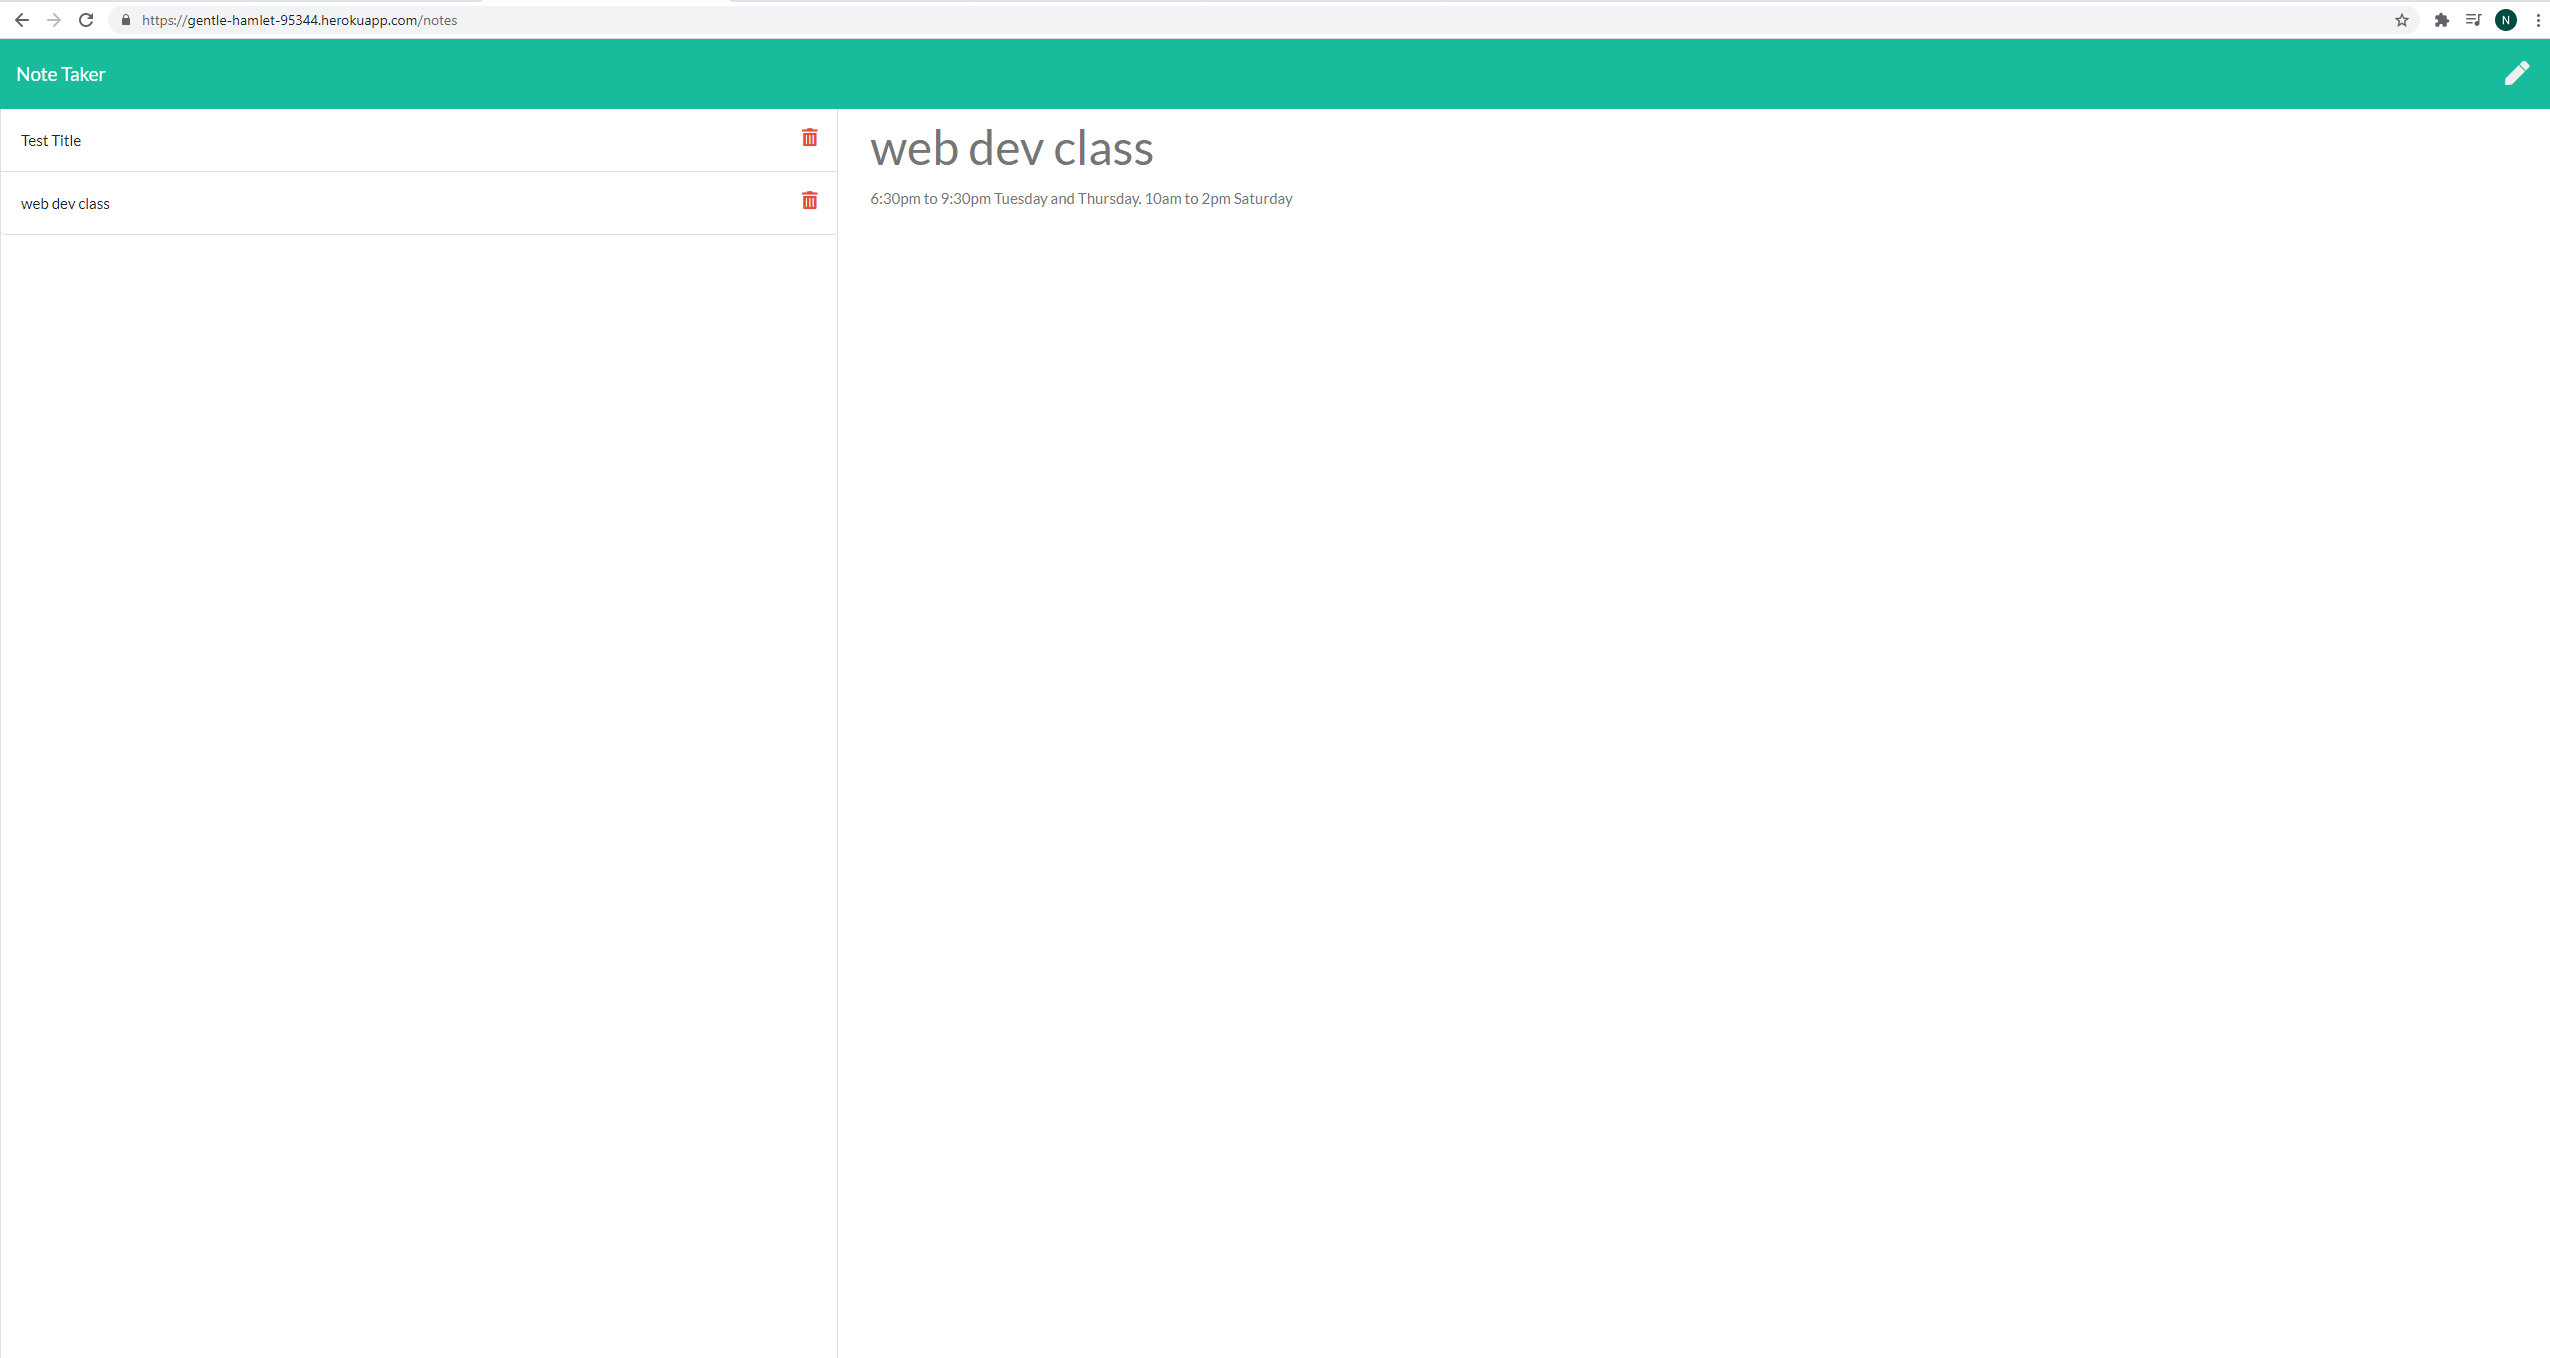 https://gentle-hamlet-95344.herokuapp.com/notes
N
Note Taker
Test Title
web dev class
web dev class
6:30pm to 9:30pm Tuesday and Thursday. 10am to 2pm Saturday